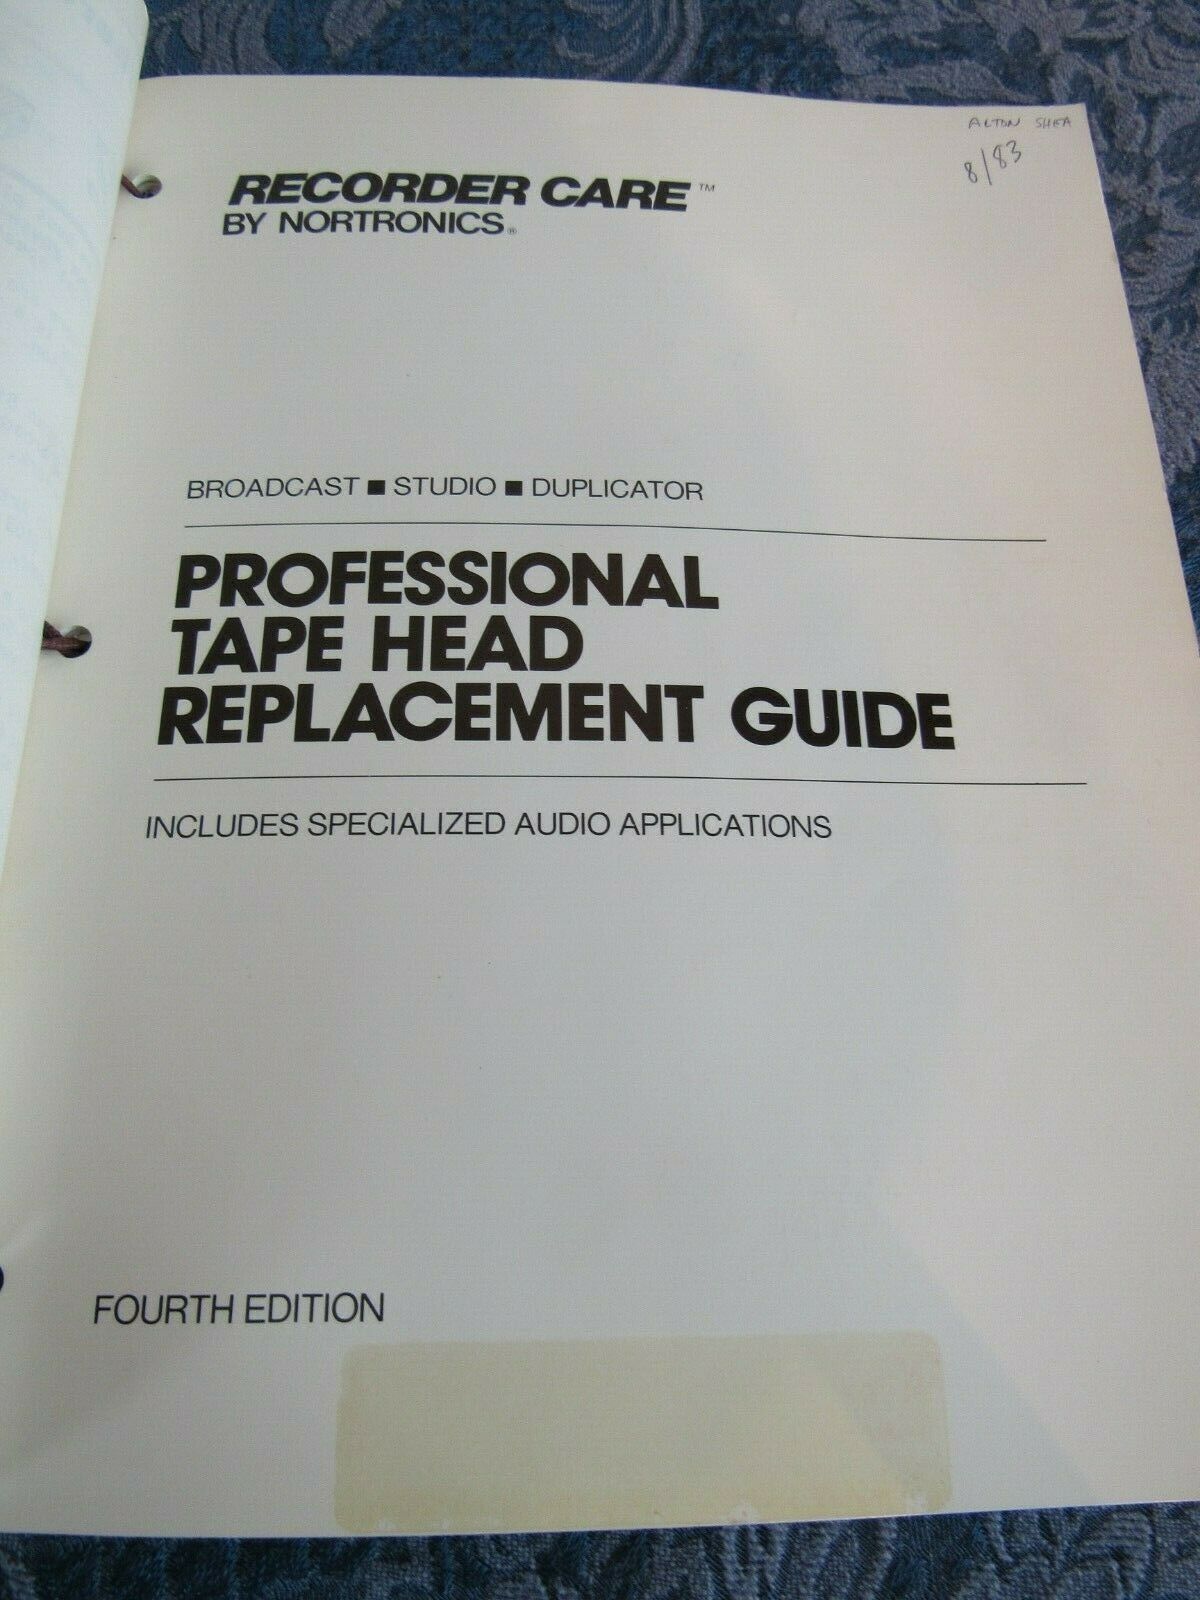 ALTON SHEA
8/83
RECORDER CARE™
BY NORTRONICS®
BROADCAST ■ STUDIO ■ DUPLICATOR
PROFESSIONAL
TAPE HEAD
REPLACEMENT GUIDE
INCLUDES SPECIALIZED AUDIO APPLICATIONS
FOURTH EDITION